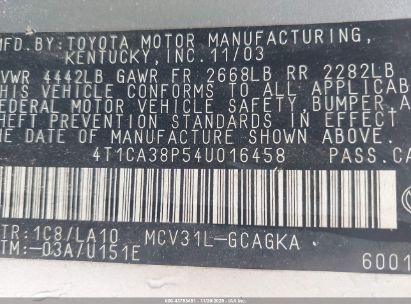 MFD.BY:TOYOTA MOTOR MANUFACTURING,
KENTUCKY, INC. 11/03
GVWR 4442LB GAWR FR 2668LB RR 2282LB
THIS VEHICLE CONFORMS TO ALL APPLICAB
FEDERAL MOTOR VEHICLE SAFETY, BUMPER, A
THEFT PREVENTION STANDARDS IN EFFECT O
THE DATE OF MANUFACTURE SHOWN ABOVE.
4T1CA38P54U016458 PASS.CA
TR:1C8/LA10 MCV31L-GCAGKA
TM:-03A/U151E 6001